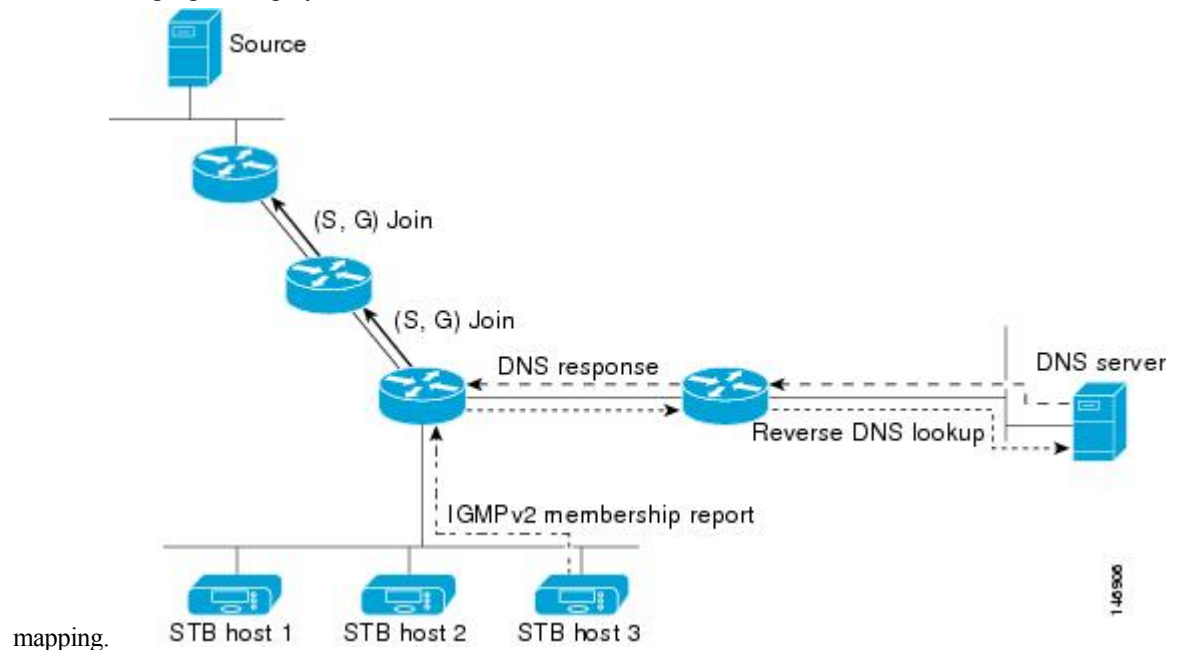 Source
(S, G) Join
(S, G) Join
DNS response
DNS server
Reverse DNS lookup
IGMPv2 membership report
146906
mapping.
STB host 1
STB host 2
STB host 3